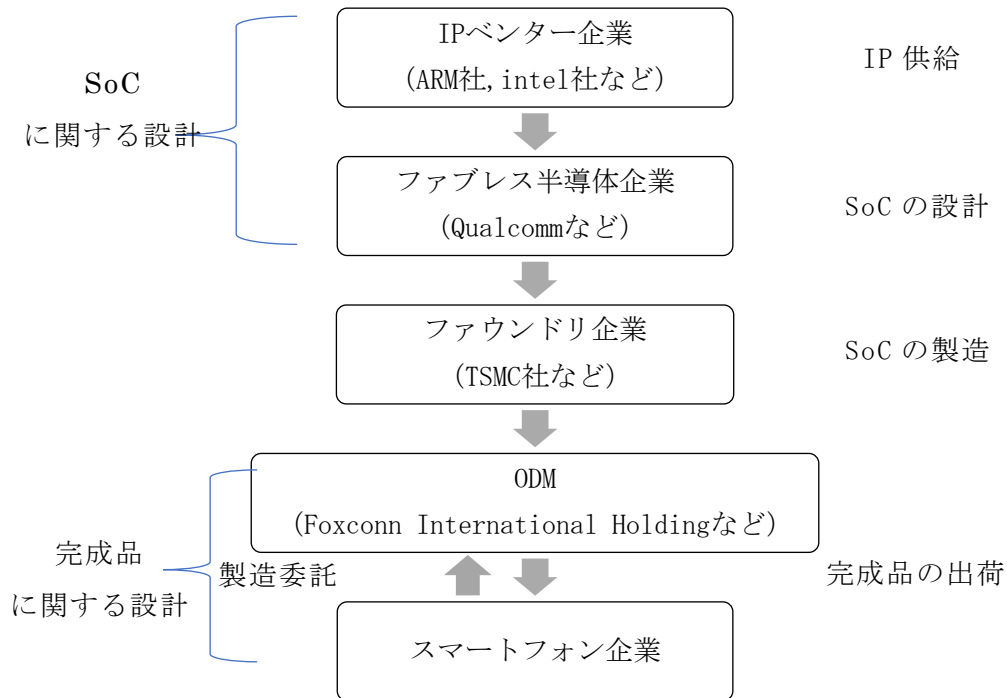 IPベンター企業
(ARM社,intel社など)
IP 供給
SoC
に関する設計
ファブレス半導体企業
(Qualcommなど)
SoC の設計
ファウンドリ企業
(TSMC社など)
SoC の製造
ODM
(Foxconn International Holdingなど)
完成品
に関する設計
製造委託
完成品の出荷
スマートフォン企業